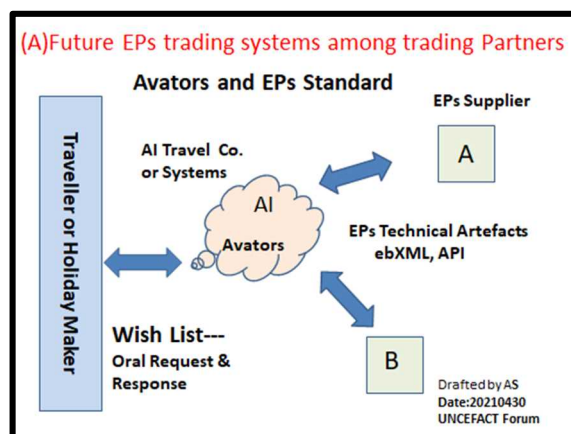 (A)Future EPs trading systems among trading Partners
Avators and EPs Standard
EPs Supplier
Traveller or Holiday Maker
AI Travel Co.
or Systems
A
AI
Avators
EPs Technical Artefacts
ebXML, API
Wish List---
Oral Request &
Response
B
Drafted by AS
Date:20210430
UNCEFACT Forum